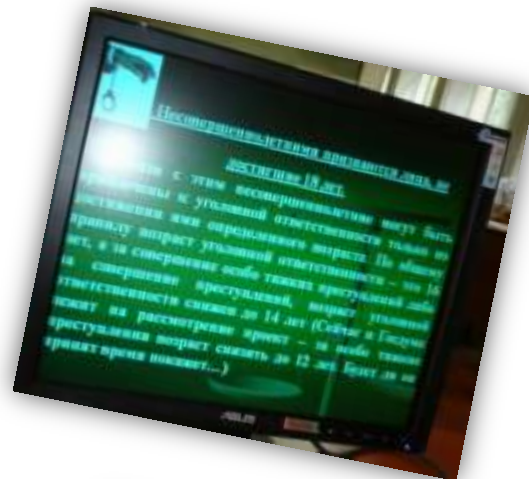 Несовершеннолетними признаются лица, не
достигшие 18 лет.
с этим несовершеннолетние могут быть
к уголовной ответственности только по
достижении ими определенного возраста. По общему
правилу возраст уголовной ответственности - это 16
лет, а за совершение особо тяжких преступлений
совершение преступлений, возраст уголовной
ответственности снижен до 14 лет (Сейчас в Госдуме
лежит на рассмотрение проект - за особо тяжкие
преступления возраст снизить до 12 лет. Будет ли он
принят время покажет...)
ASUS